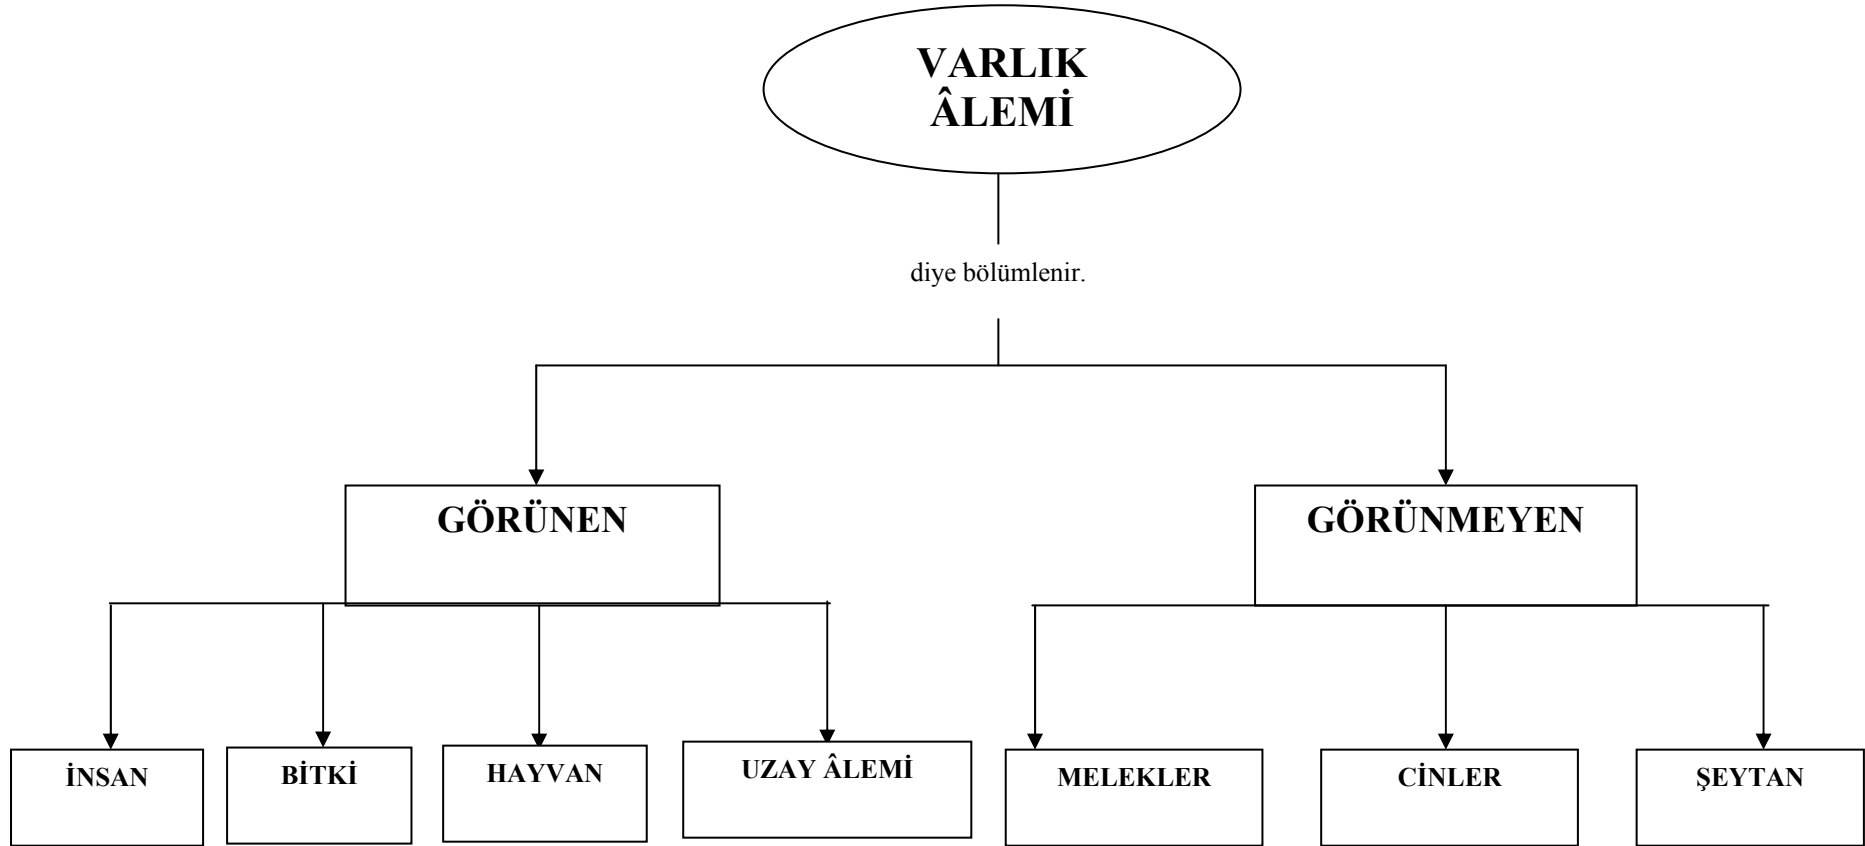 VARLIK
ÂLEMİ
diye bölümlenir.
GÖRÜNEN
GÖRÜNMEYEN
İNSAN
BİTKİ
HAYVAN
UZAY ÂLEMİ
MELEKLER
CİNLER
ŞEYTAN